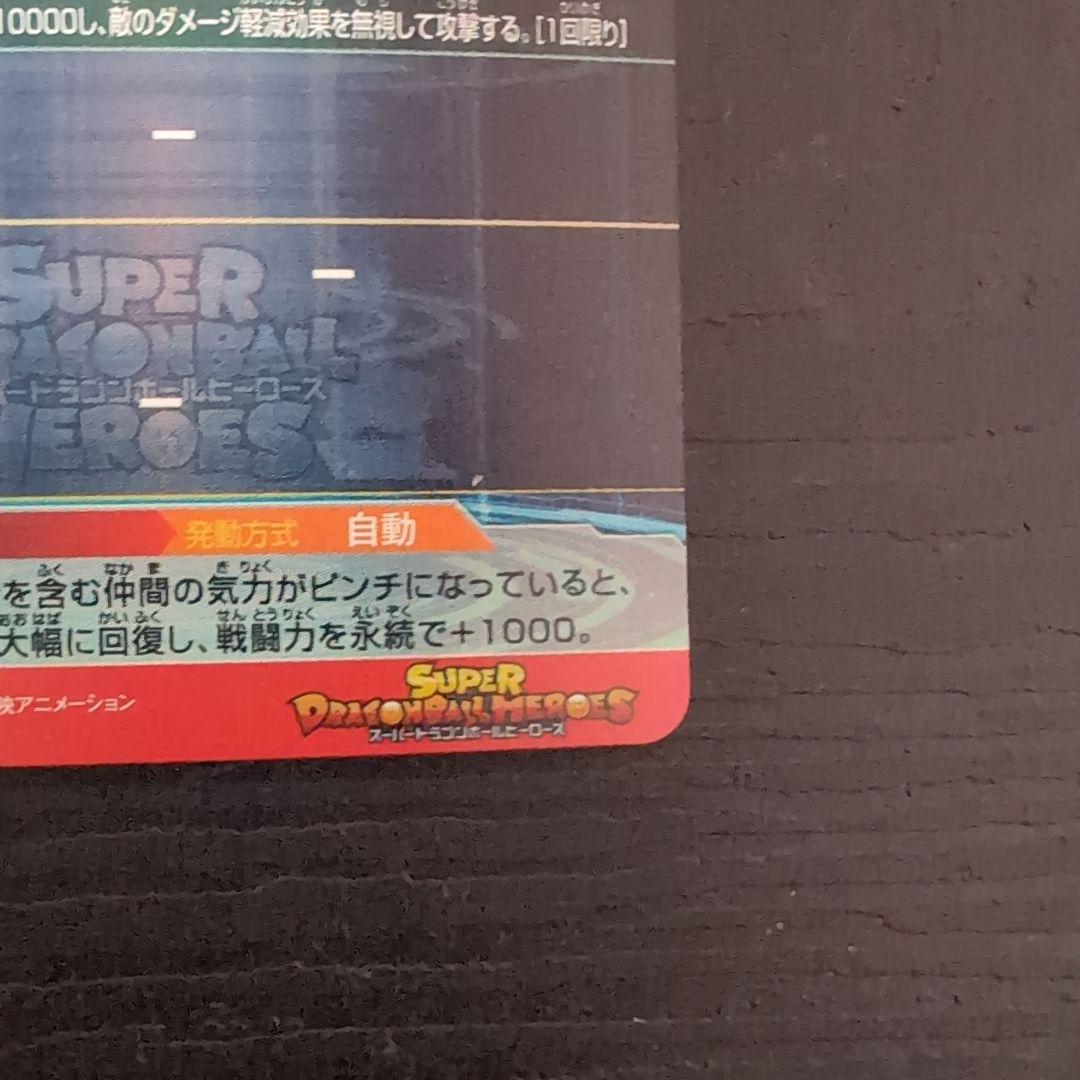 10000し、敵のダメージ軽減効果を無視して攻撃する。[1回限り]
SUPER
DRAGONBALL
スーパードラゴンボールヒーローズ
HEROES
発動方式 自動
を含む仲間の気力がピンチになっていると、
大幅に回復し、戦闘力を永続で+1000。
映アニメーション
SUPER
DRAGONBALL HEROES
スーパードラゴンボールヒーローズ